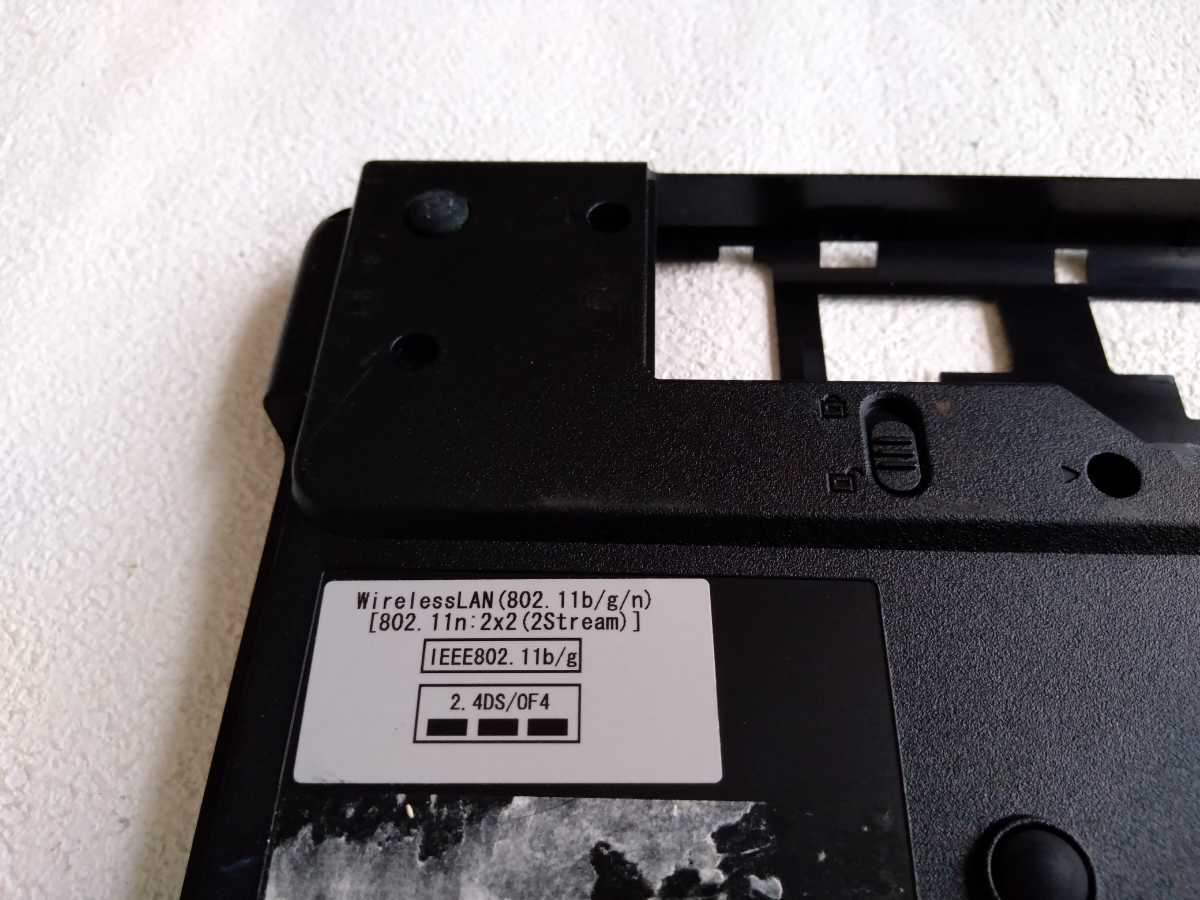 WirelessLAN(802.11b/g/n)
[802.11n:2x2(2Stream)]
IEEE802.11b/g
2.4DS/OF4